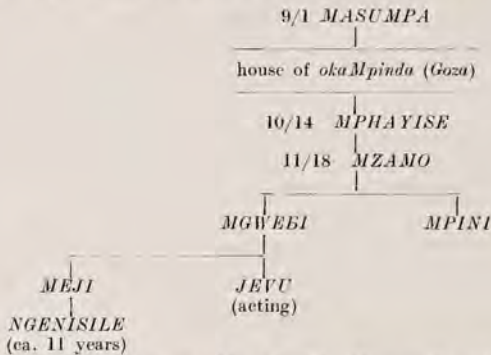 9/1 MASUMPA
house of okaMpinda (Goza)
10/14 MPHAYISE
11/18 MZAMO
MGWEƂI MPINI
MEJI JEVU
(acting)
NGENISILE
(ca. 11 years)